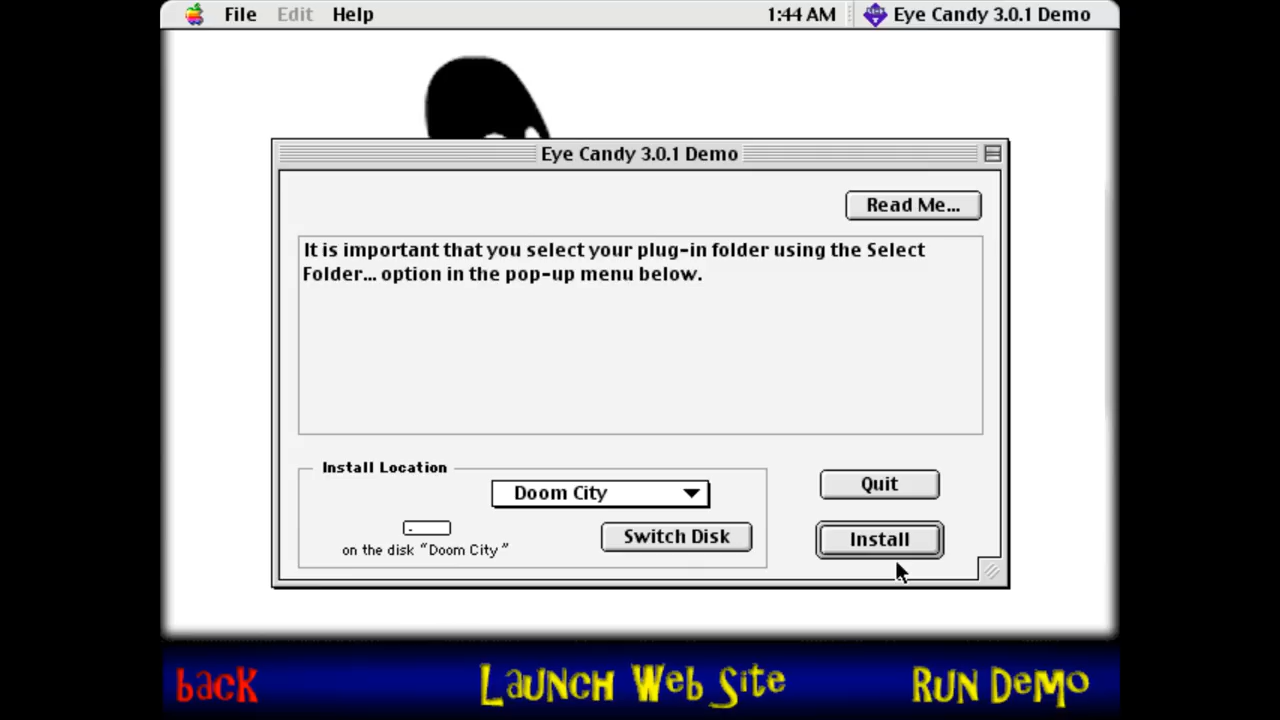 File Edit Help 1:44 AM Eye Candy 3.0.1 Demo
Eye Candy 3.0.1 Demo
Read Me...
It is important that you select your plug-in folder using the Select
Folder... option in the pop-up menu below.
Install Location
Doom City
Quit
on the disk "Doom City"
Switch Disk
Install
back
Launch Web Site
Run Demo